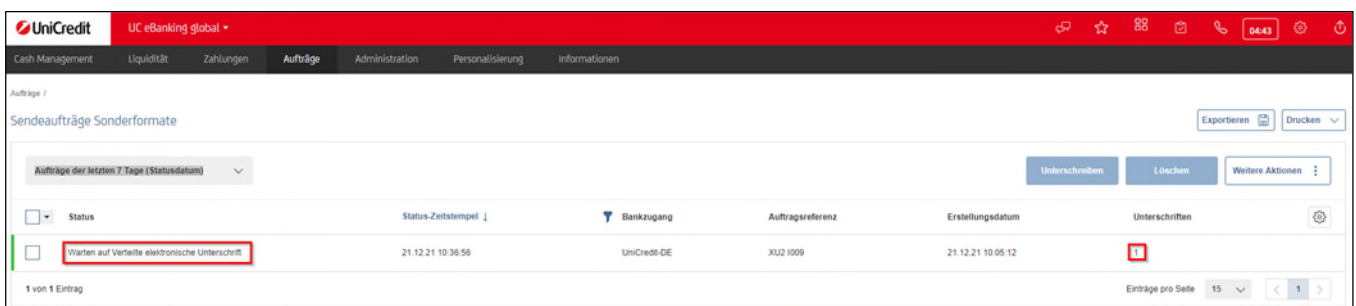 UniCredit UC eBanking global 04:43
Cash Management Liquidität Zahlungen Aufträge Administration Personalisierung Informationen
Aufträge /
Sendeaufträge Sonderformate Exportieren Drucken
Aufträge der letzten 7 Tage (Statusdatum) Unterschreiben Löschen Weitere Aktionen
Status Status-Zeitstempel ↓ Bankzugang Auftragsreferenz Erstellungsdatum Unterschriften
Warten auf Verteilte elektronische Unterschrift 21.12.21 10:36:56 UniCredit-DE XU2 I009 21.12.21 10:05:12 1
1 von 1 Eintrag Einträge pro Seite 15 < 1 >